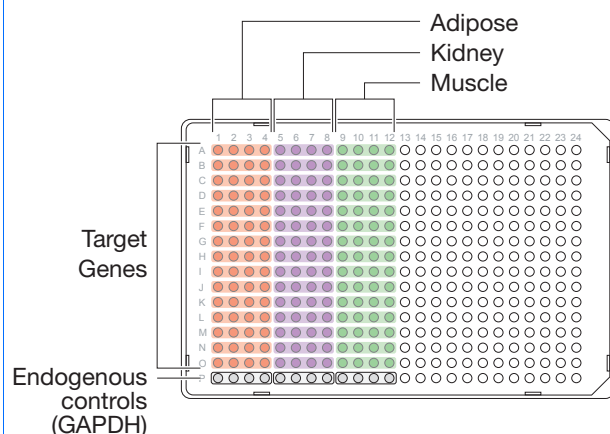 Adipose
Kidney
Muscle
1 2 3 4 5 6 7 8 9 10 11 12 13 14 15 16 17 18 19 20 21 22 23 24
A
B
C
D
E
F
G
H
I
J
K
L
M
N
O
P
Target
Genes
Endogenous
controls
(GAPDH)